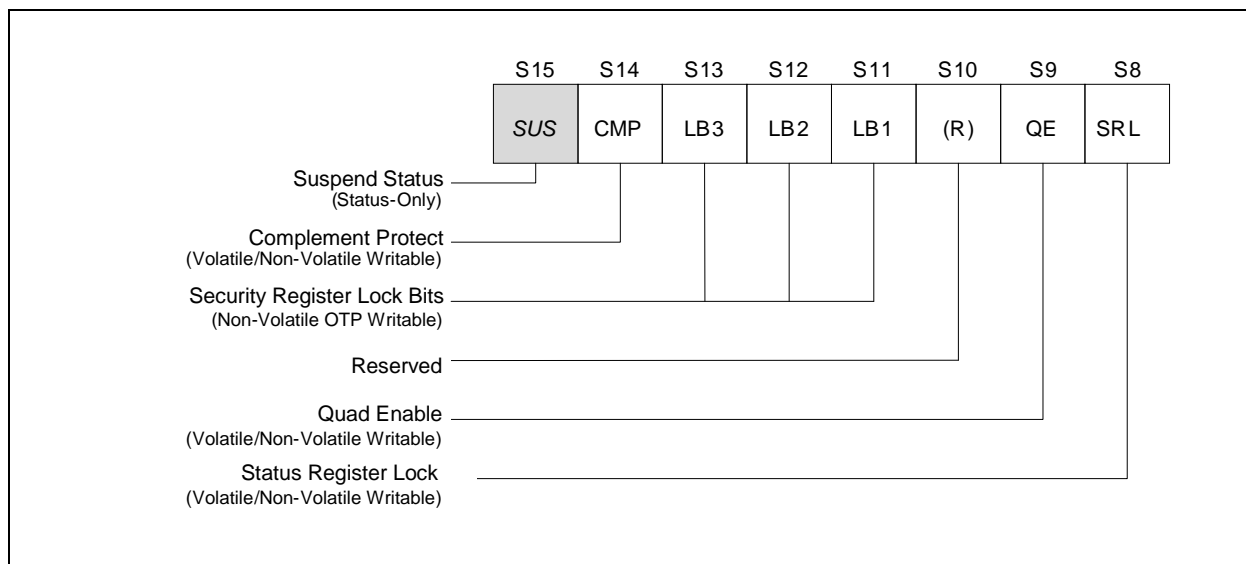 S15 S14 S13 S12 S11 S10 S9 S8
SUS CMP LB3 LB2 LB1 (R) QE SRL
Suspend Status
(Status-Only)
Complement Protect
(Volatile/Non-Volatile Writable)
Security Register Lock Bits
(Non-Volatile OTP Writable)
Reserved
Quad Enable
(Volatile/Non-Volatile Writable)
Status Register Lock
(Volatile/Non-Volatile Writable)